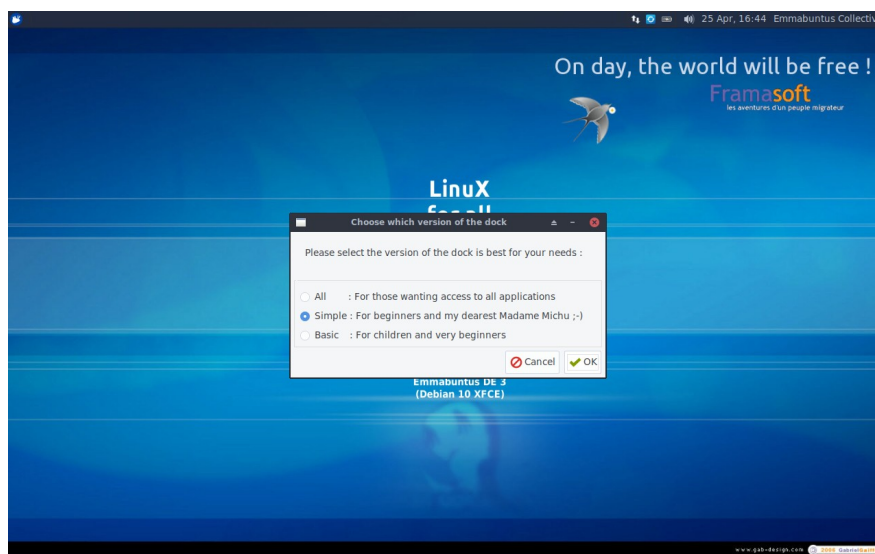 25 Apr, 16:44 Emmabuntus Collectiv
On day, the world will be free !
Framasoft
les aventures d'un peuple migrateur
LinuX
for all
Choose which version of the dock
Please select the version of the dock is best for your needs :
All : For those wanting access to all applications
Simple : For beginners and my dearest Madame Michu ;-)
Basic : For children and very beginners
Cancel OK
Emmabuntus DE 3
(Debian 10 XFCE)
www.gab-design.com 2006